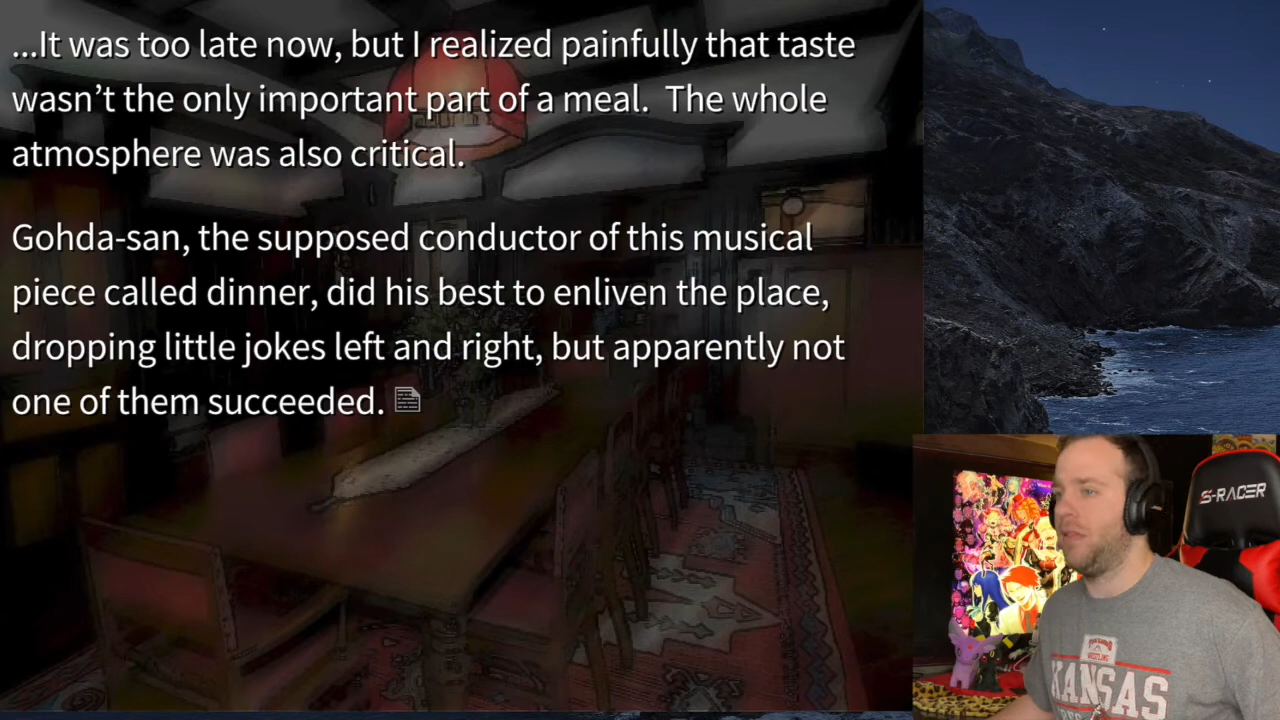 ...It was too late now, but I realized painfully that taste
wasn't the only important part of a meal.  The whole
atmosphere was also critical.
Gohda-san, the supposed conductor of this musical
piece called dinner, did his best to enliven the place,
dropping little jokes left and right, but apparently not
one of them succeeded.
S-RACER
KANSAS